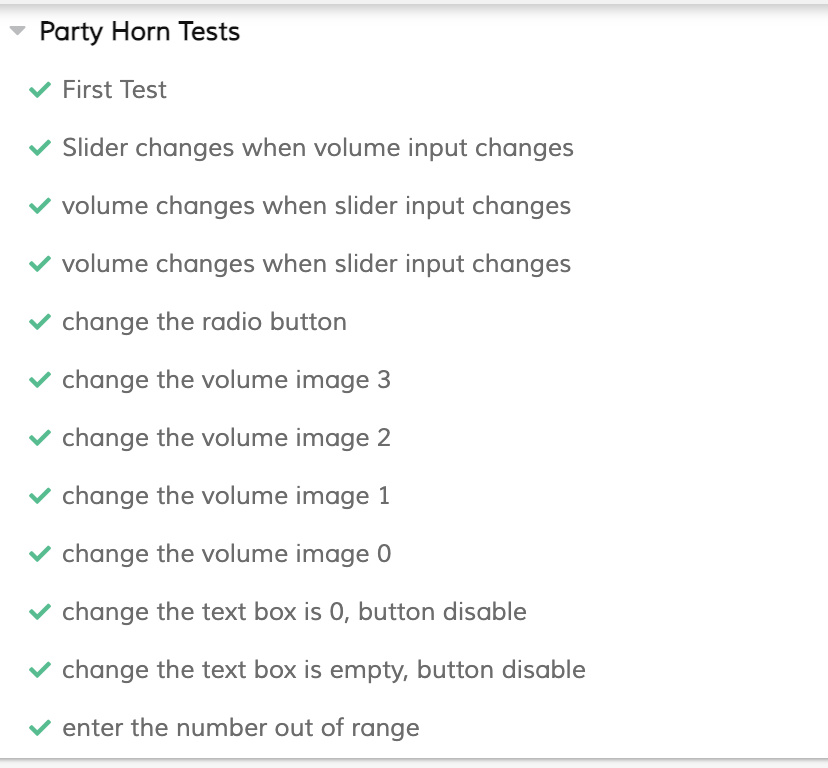 Party Horn Tests
First Test
Slider changes when volume input changes
volume changes when slider input changes
volume changes when slider input changes
change the radio button
change the volume image 3
change the volume image 2
change the volume image 1
change the volume image 0
change the text box is 0, button disable
change the text box is empty, button disable
enter the number out of range